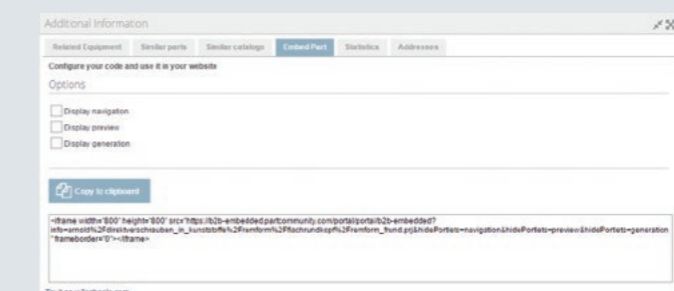 Additional Information
Related Equipment Similar parts Similar catalogs Embed Part Statistics Addresses
Configure your code and use it in your website
Options
Display navigation
Display preview
Display generation
Copy to clipboard
<iframe width="800" height="800" src="https://b2b-embedded.partcommunity.com/portal/portal/b2b-embedded?
info=arnold%2Fdirektverschrauben_in_kunststoffe%2Fremform%2Fflachrundkopf%2Fremform_frund.prj&hidePortlets=navigation&hidePortlets=preview&hidePortlets=generation
" frameborder="0"></iframe>